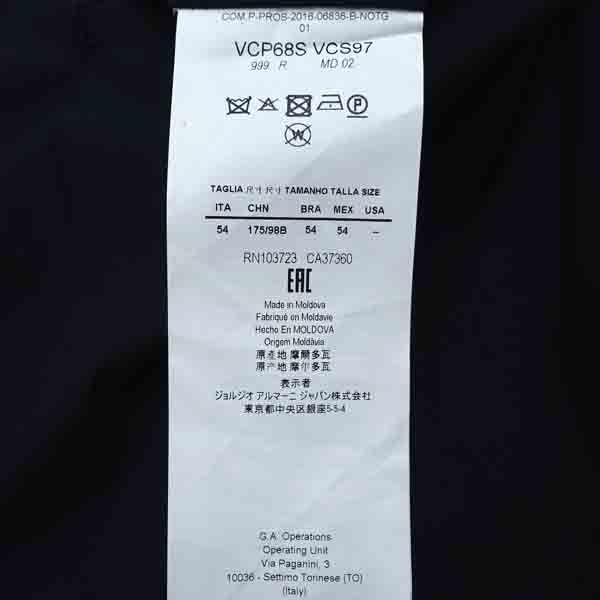 COM.P-PROS-2016-06836-B-NOTG
01
VCP68S VCS97
999 R MD 02
P
W
TAGLIA 尺寸 尺寸 TAMANHO TALLA SIZE
ITA CHN BRA MEX USA
54 175/98B 54 54 –
RN103723 CA37360
EAC
Made in Moldova
Fabriqué en Moldavie
Hecho En MOLDOVA
Origem Moldàvia
原產地 摩爾多瓦
原产地 摩尔多瓦
表示者
ジョルジオ アルマーニ ジャパン株式会社
東京都中央区銀座5-5-4
G.A. Operations
Operating Unit
Via Paganini, 3
10036 - Settimo Torinese (TO)
(Italy)